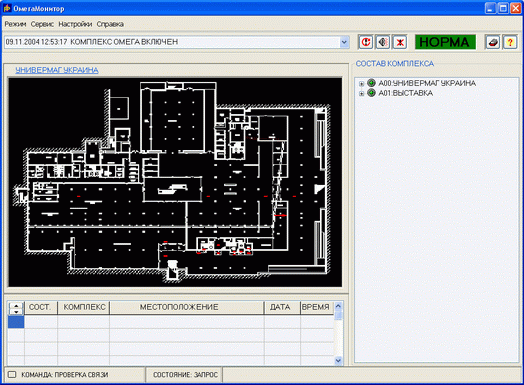 ОмегаМонитор
Режим Сервис Настройки Справка
09.11.2004 12:53:17 КОМПЛЕКС ОМЕГА ВКЛЮЧЕН
НОРМА
?
УНИВЕРМАГ УКРАИНА
СОСТАВ КОМПЛЕКСА
A00:УНИВЕРМАГ УКРАИНА
A01:ВЫСТАВКА
СОСТ. КОМПЛЕКС МЕСТОПОЛОЖЕНИЕ ДАТА ВРЕМЯ
КОМАНДА: ПРОВЕРКА СВЯЗИ СОСТОЯНИЕ: ЗАПРОС